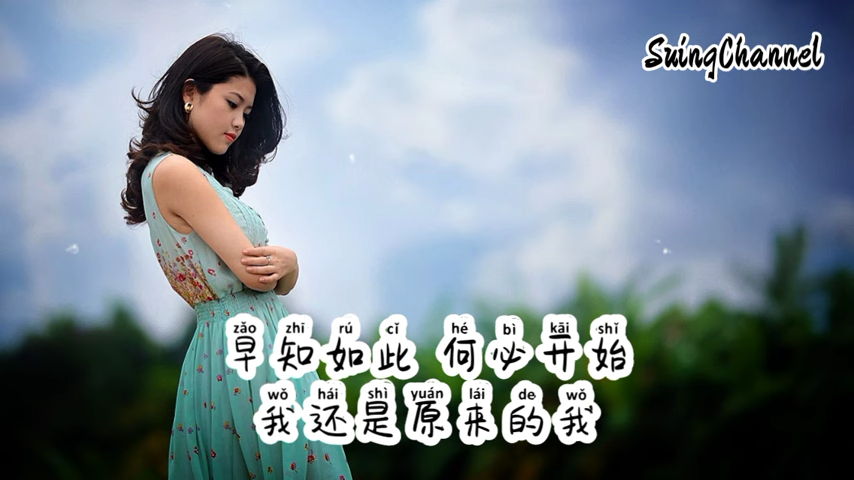 SuingChannel
zǎo zhī rú cǐ hé bì kāi shǐ
早知如此 何必开始
wǒ hái shì yuán lái de wǒ
我还是原来的我